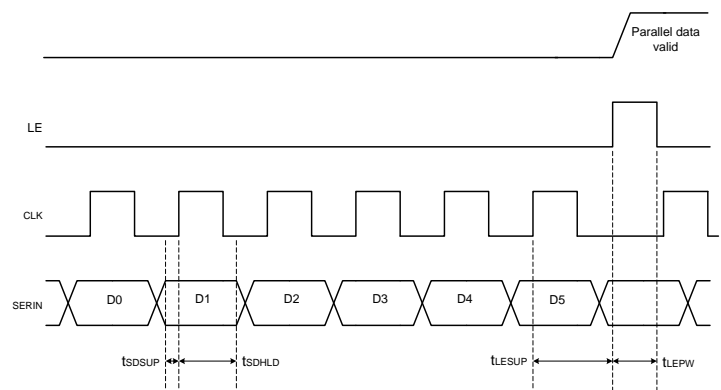 Parallel data
valid
LE
CLK
SERIN
D0
D1
D2
D3
D4
D5
tSDSUP
tSDHLD
tLESUP
tLEPW